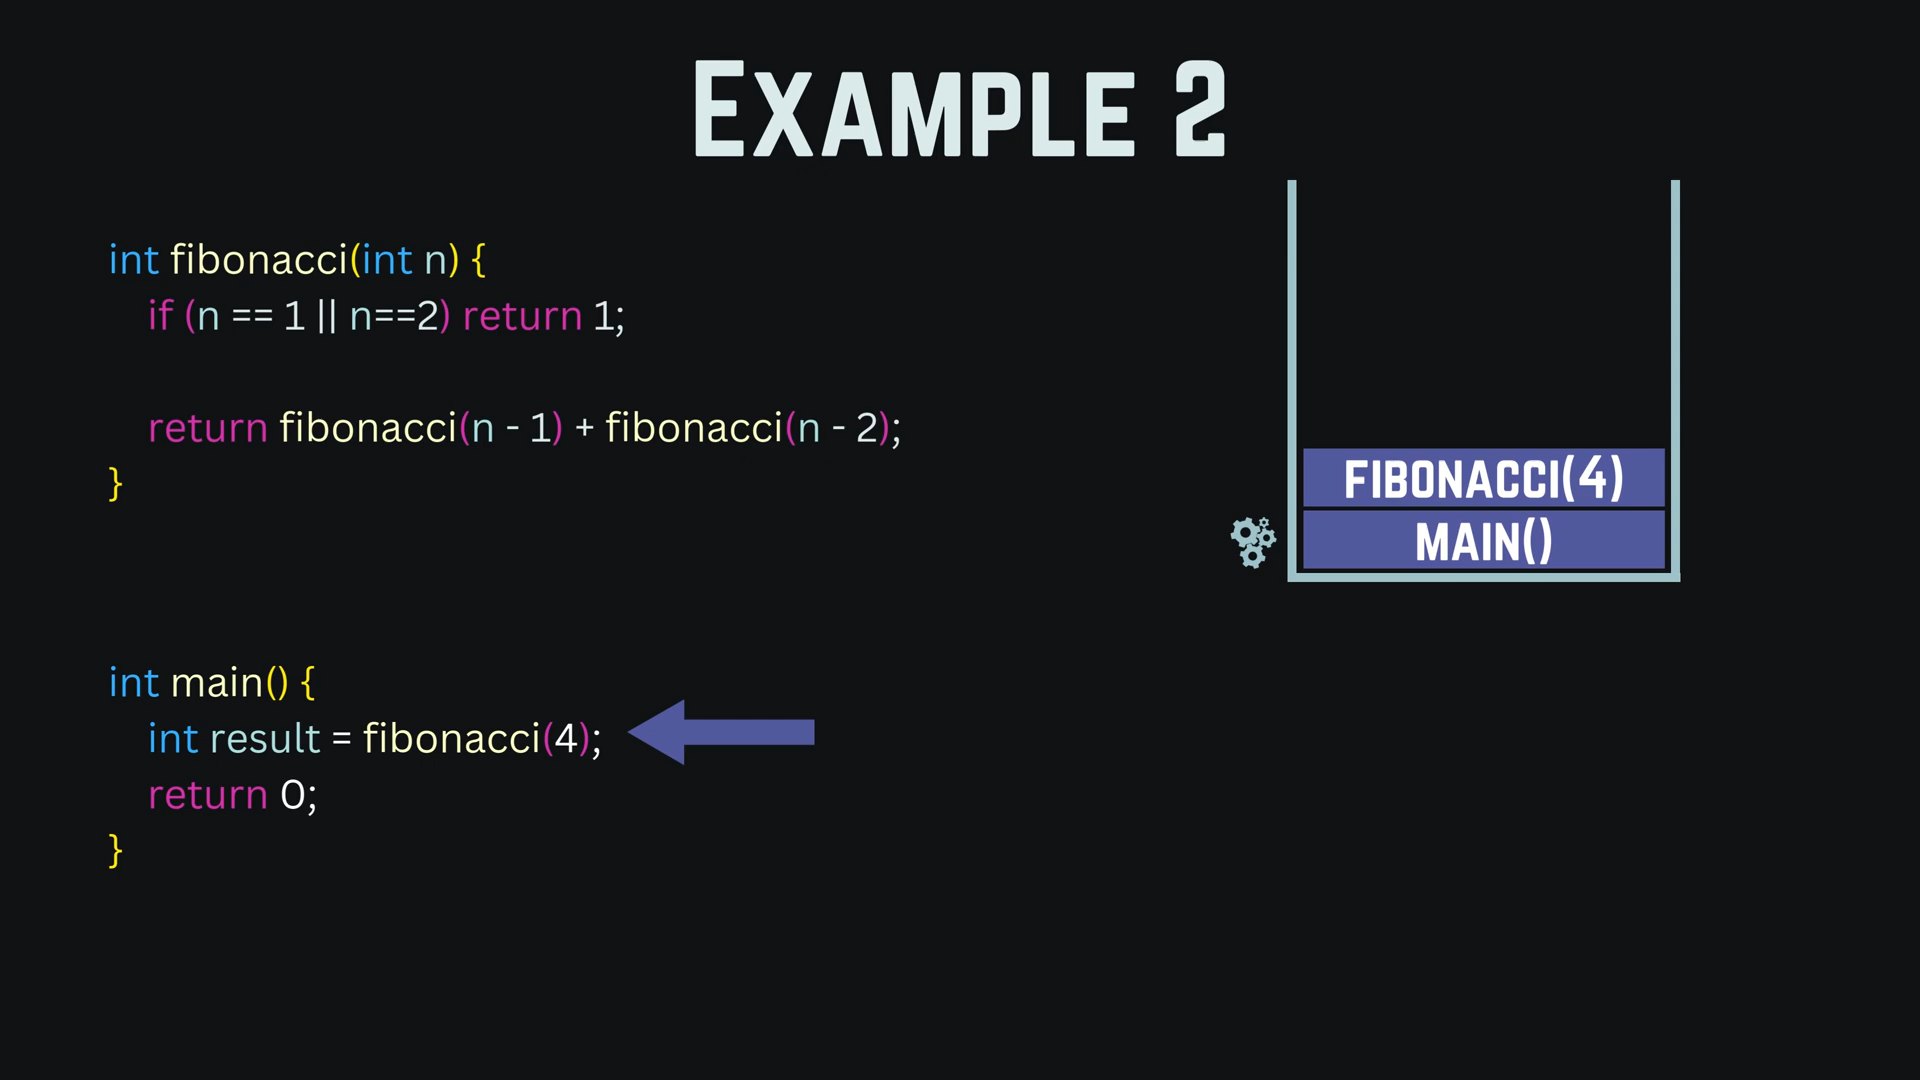 EXAMPLE 2
int fibonacci(int n) {
if (n == 1 || n==2) return 1;
return fibonacci(n - 1) + fibonacci(n - 2);
}
int main() {
int result = fibonacci(4);
return 0;
}
FIBONACCI(4)
MAIN()